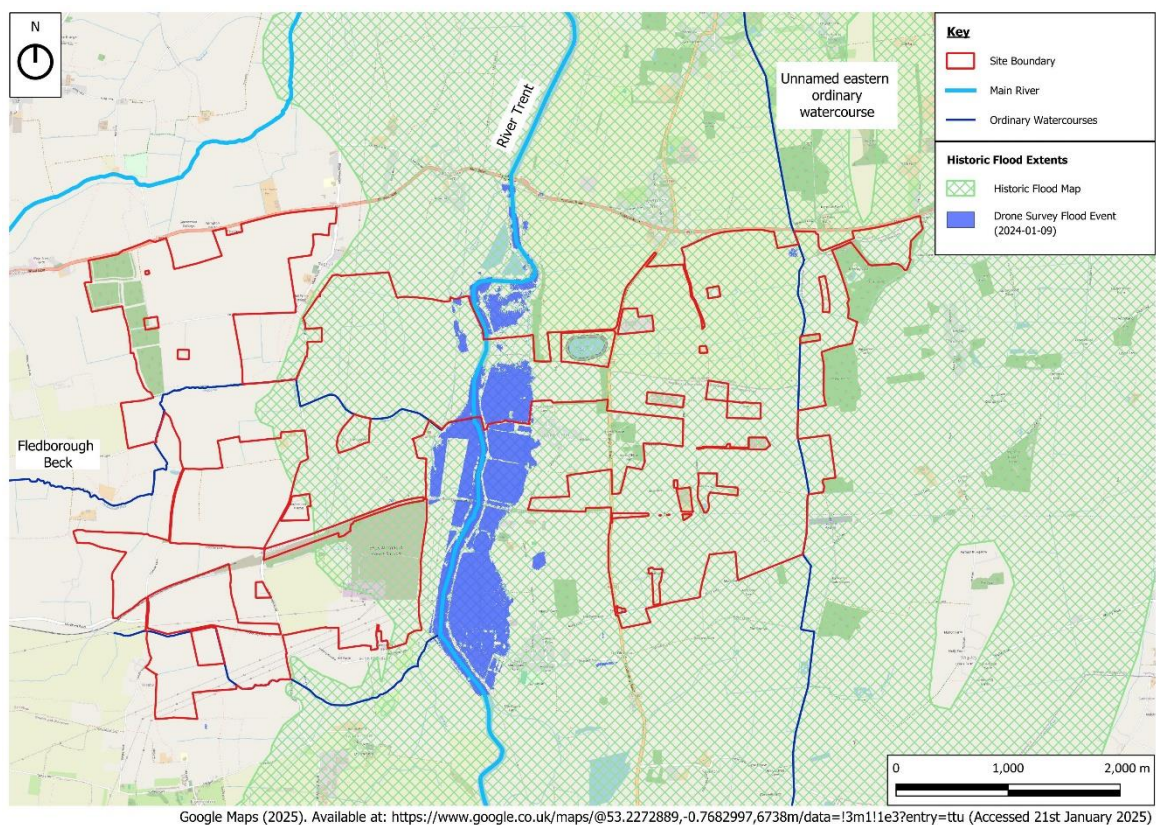 N
River Trent
Unnamed eastern
ordinary
watercourse
Fledborough
Beck
Key
Site Boundary
Main River
Ordinary Watercourses
Historic Flood Extents
Historic Flood Map
Drone Survey Flood Event
(2024-01-09)
0
1,000
2,000 m
Google Maps (2025). Available at: https://www.google.co.uk/maps/@53.2272889,-0.7682997,6738m/data=!3m1!1e3?entry=ttu (Accessed 21st January 2025)